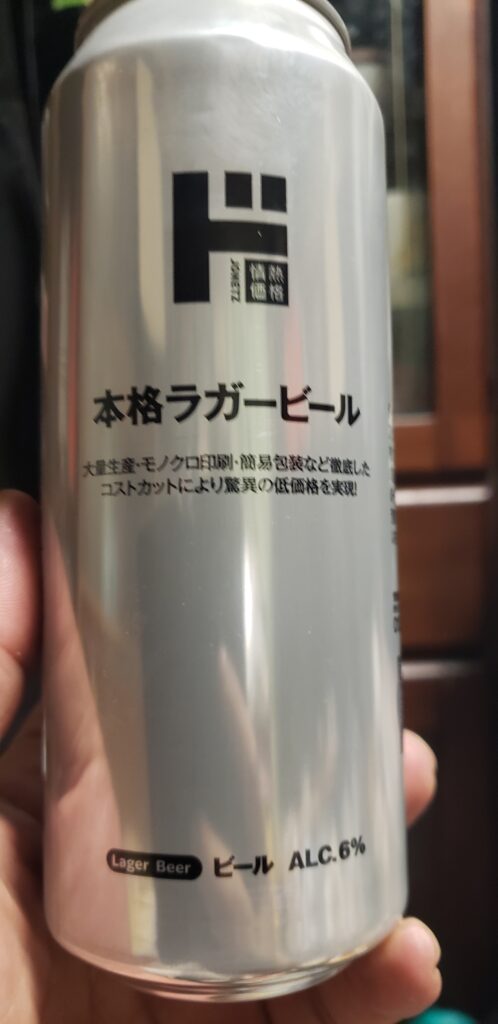 ド
JONETZ
情熱
価格
本格ラガービール
大量生産・モノクロ印刷・簡易包装など徹底した
コストカットにより驚異の低価格を実現!
Lager Beer ビール ALC.6%